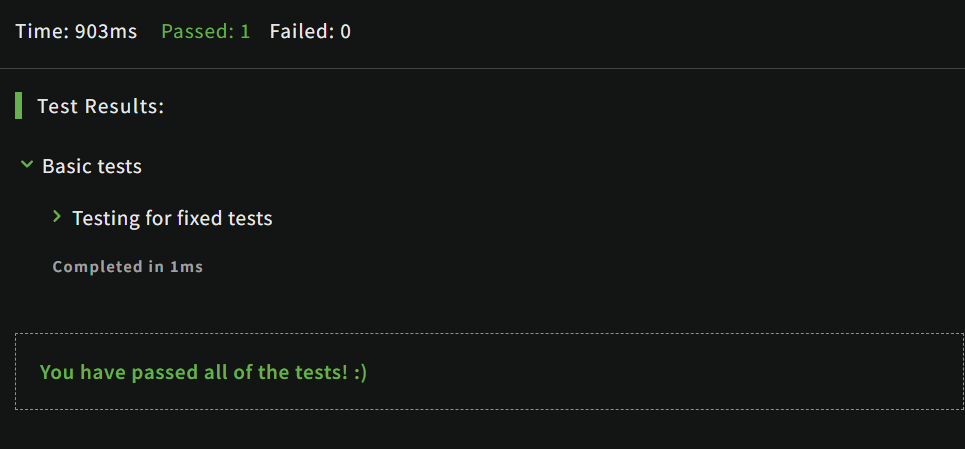 Time: 903ms Passed: 1 Failed: 0
Test Results:
Basic tests
Testing for fixed tests
Completed in 1ms
You have passed all of the tests! :)